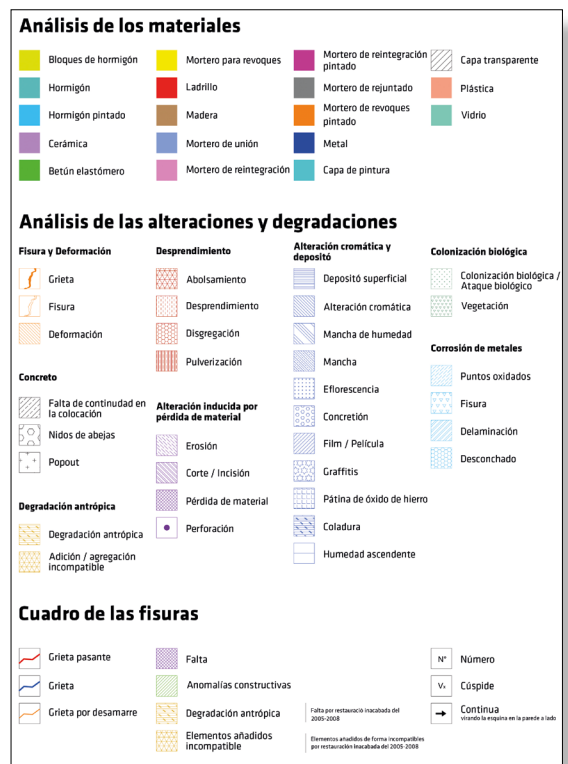 Análisis de los materiales
Bloques de hormigón
Hormigón
Hormigón pintado
Cerámica
Betún elastómero
Mortero para revoques
Ladrillo
Madera
Mortero de unión
Mortero de reintegración
Mortero de reintegración
pintado
Mortero de rejuntado
Mortero de revoques
pintado
Metal
Capa de pintura
Capa transparente
Plástica
Vidrio
Análisis de las alteraciones y degradaciones
Fisura y Deformación
Grieta
Fisura
Deformación
Concreto
Falta de continudad en
la colocación
Nidos de abejas
Popout
Degradación antrópica
Degradación antrópica
Adición / agregación
incompatible
Desprendimiento
Abolsamiento
Desprendimiento
Disgregación
Pulverización
Alteración inducida por
pérdida de material
Erosión
Corte / Incisión
Pérdida de material
Perforación
Alteración cromática y
depositó
Depositó superficial
Alteración cromática
Mancha de humedad
Mancha
Eflorescencia
Concretión
Film / Película
Graffitis
Pátina de óxido de hierro
Coladura
Humedad ascendente
Colonización biológica
Colonización biológica /
Ataque biológico
Vegetación
Corrosión de metales
Puntos oxidados
Fisura
Delaminación
Desconchado
Cuadro de las fisuras
Grieta pasante
Grieta
Grieta por desamarre
Falta
Anomalías constructivas
Degradación antrópica
Elementos añadidos
incompatible
Falta por restauració inacabada del
2005-2008
Elementos añadidos de forma incompatibles
por restauración inacabada del 2005-2008
N° Número
Vx Cúspide
Continua
virando la esquina en la parede a lado